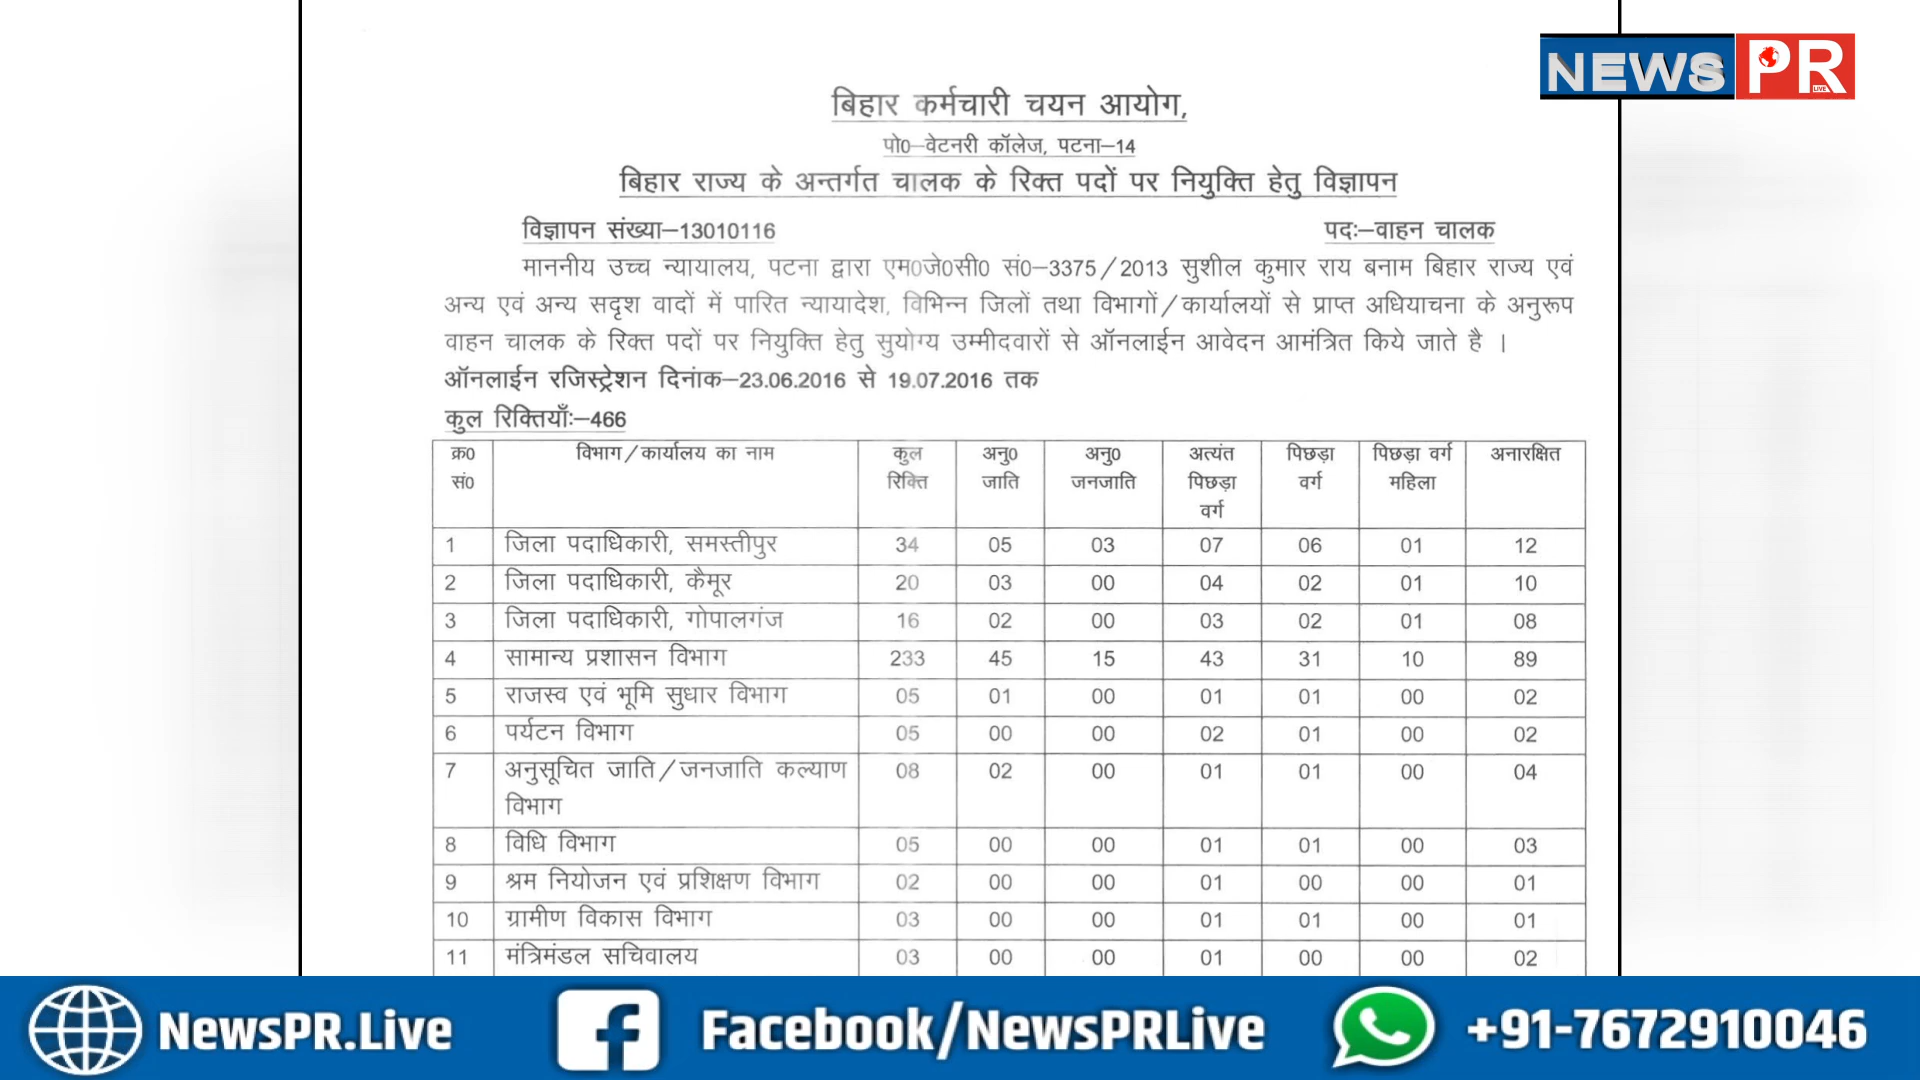 NEWS PR
LIVE
बिहार कर्मचारी चयन आयोग,
पो0–वेटनरी कॉलेज, पटना–14
बिहार राज्य के अन्तर्गत चालक के रिक्त पदों पर नियुक्ति हेतु विज्ञापन
विज्ञापन संख्या–13010116 पदः–वाहन चालक
माननीय उच्च न्यायालय, पटना द्वारा एम0जे0सी0 सं0–3375/2013 सुशील कुमार राय बनाम बिहार राज्य एवं
अन्य एवं अन्य सदृश वादों में पारित न्यायादेश, विभिन्न जिलों तथा विभागों/कार्यालयों से प्राप्त अधियाचना के अनुरूप
वाहन चालक के रिक्त पदों पर नियुक्ति हेतु सुयोग्य उम्मीदवारों से ऑनलाईन आवेदन आमंत्रित किये जाते है ।
ऑनलाईन रजिस्ट्रेशन दिनांक–23.06.2016 से 19.07.2016 तक
कुल रिक्तियाँः–466
क्र0 सं0 विभाग/कार्यालय का नाम कुल रिक्ति अनु0 जाति अनु0 जनजाति अत्यंत पिछड़ा वर्ग पिछड़ा वर्ग पिछड़ा वर्ग महिला अनारक्षित
1 जिला पदाधिकारी, समस्तीपुर 34 05 03 07 06 01 12
2 जिला पदाधिकारी, कैमूर 20 03 00 04 02 01 10
3 जिला पदाधिकारी, गोपालगंज 16 02 00 03 02 01 08
4 सामान्य प्रशासन विभाग 233 45 15 43 31 10 89
5 राजस्व एवं भूमि सुधार विभाग 05 01 00 01 01 00 02
6 पर्यटन विभाग 05 00 00 02 01 00 02
7 अनुसूचित जाति/जनजाति कल्याण विभाग 08 02 00 01 01 00 04
8 विधि विभाग 05 00 00 01 01 00 03
9 श्रम नियोजन एवं प्रशिक्षण विभाग 02 00 00 01 00 00 01
10 ग्रामीण विकास विभाग 03 00 00 01 01 00 01
11 मंत्रिमंडल सचिवालय 03 00 00 01 00 00 02
NewsPR.Live Facebook/NewsPRLive +91-7672910046